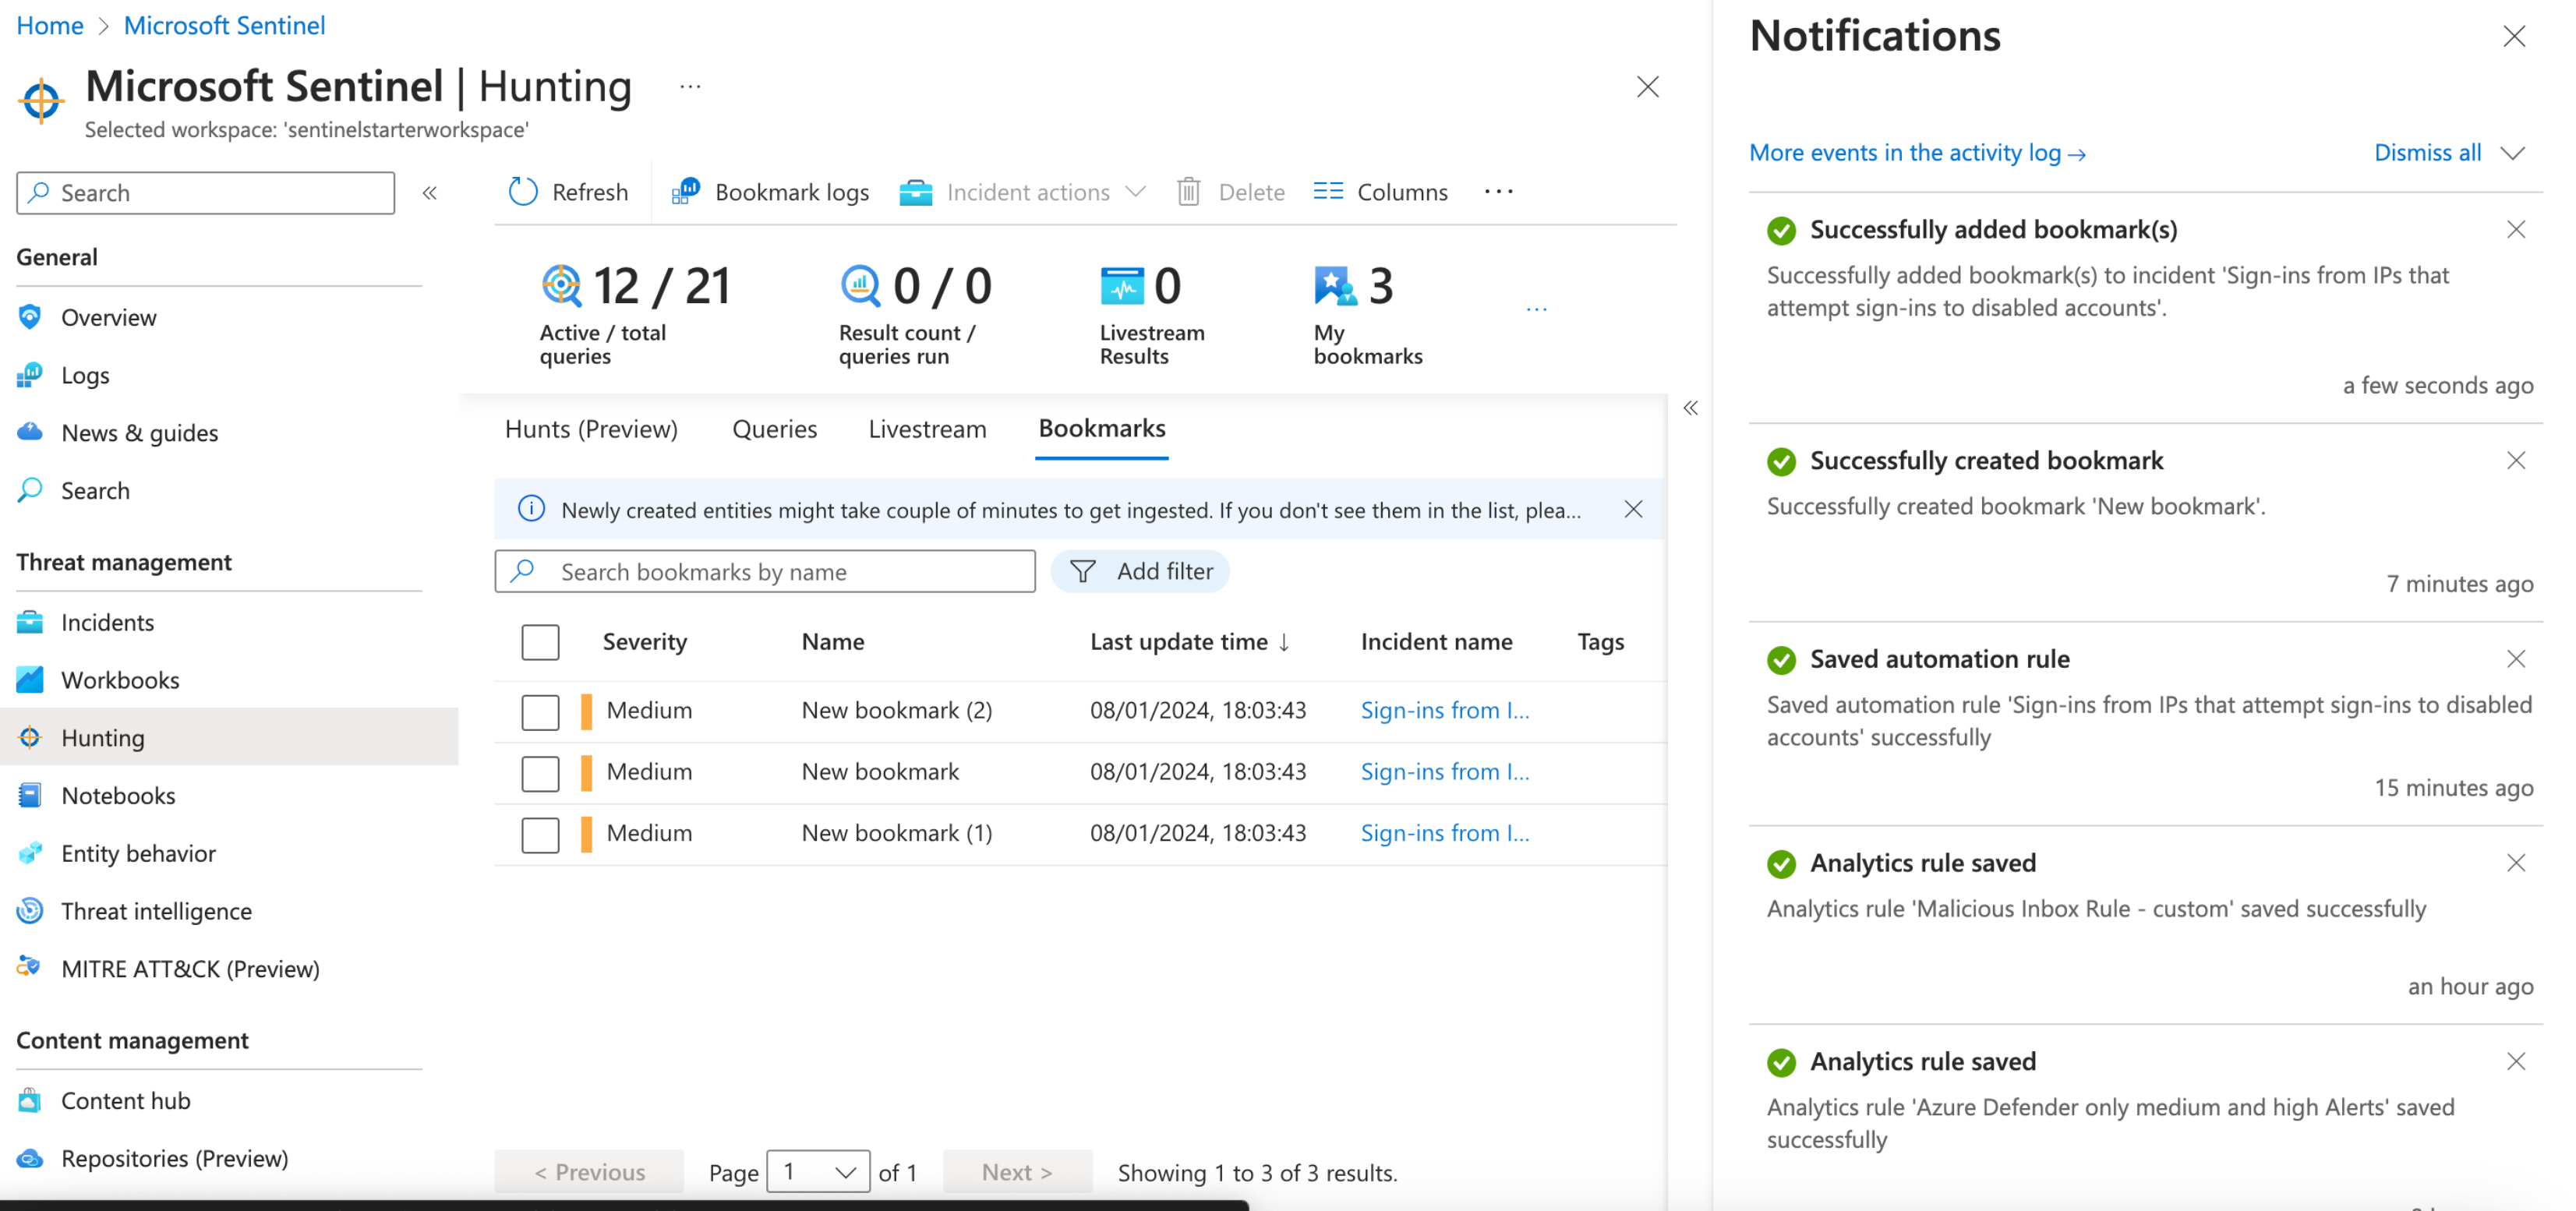 Home > Microsoft Sentinel
Microsoft Sentinel | Hunting ...
Selected workspace: 'sentinelstarterworkspace'
Search
General
Overview
Logs
News & guides
Search
Threat management
Incidents
Workbooks
Hunting
Notebooks
Entity behavior
Threat intelligence
MITRE ATT&CK (Preview)
Content management
Content hub
Repositories (Preview)
Refresh Bookmark logs Incident actions Delete Columns ...
12 / 21
Active / total
queries
0 / 0
Result count /
queries run
0
Livestream
Results
3
My
bookmarks
...
Hunts (Preview) Queries Livestream Bookmarks
Newly created entities might take couple of minutes to get ingested. If you don't see them in the list, plea...
Search bookmarks by name
Add filter
Severity Name Last update time ↓ Incident name Tags
Medium New bookmark (2) 08/01/2024, 18:03:43 Sign-ins from I...
Medium New bookmark 08/01/2024, 18:03:43 Sign-ins from I...
Medium New bookmark (1) 08/01/2024, 18:03:43 Sign-ins from I...
< Previous Page 1 of 1 Next > Showing 1 to 3 of 3 results.
Notifications
More events in the activity log → Dismiss all
Successfully added bookmark(s)
Successfully added bookmark(s) to incident 'Sign-ins from IPs that
attempt sign-ins to disabled accounts'.
a few seconds ago
Successfully created bookmark
Successfully created bookmark 'New bookmark'.
7 minutes ago
Saved automation rule
Saved automation rule 'Sign-ins from IPs that attempt sign-ins to disabled
accounts' successfully
15 minutes ago
Analytics rule saved
Analytics rule 'Malicious Inbox Rule - custom' saved successfully
an hour ago
Analytics rule saved
Analytics rule 'Azure Defender only medium and high Alerts' saved
successfully